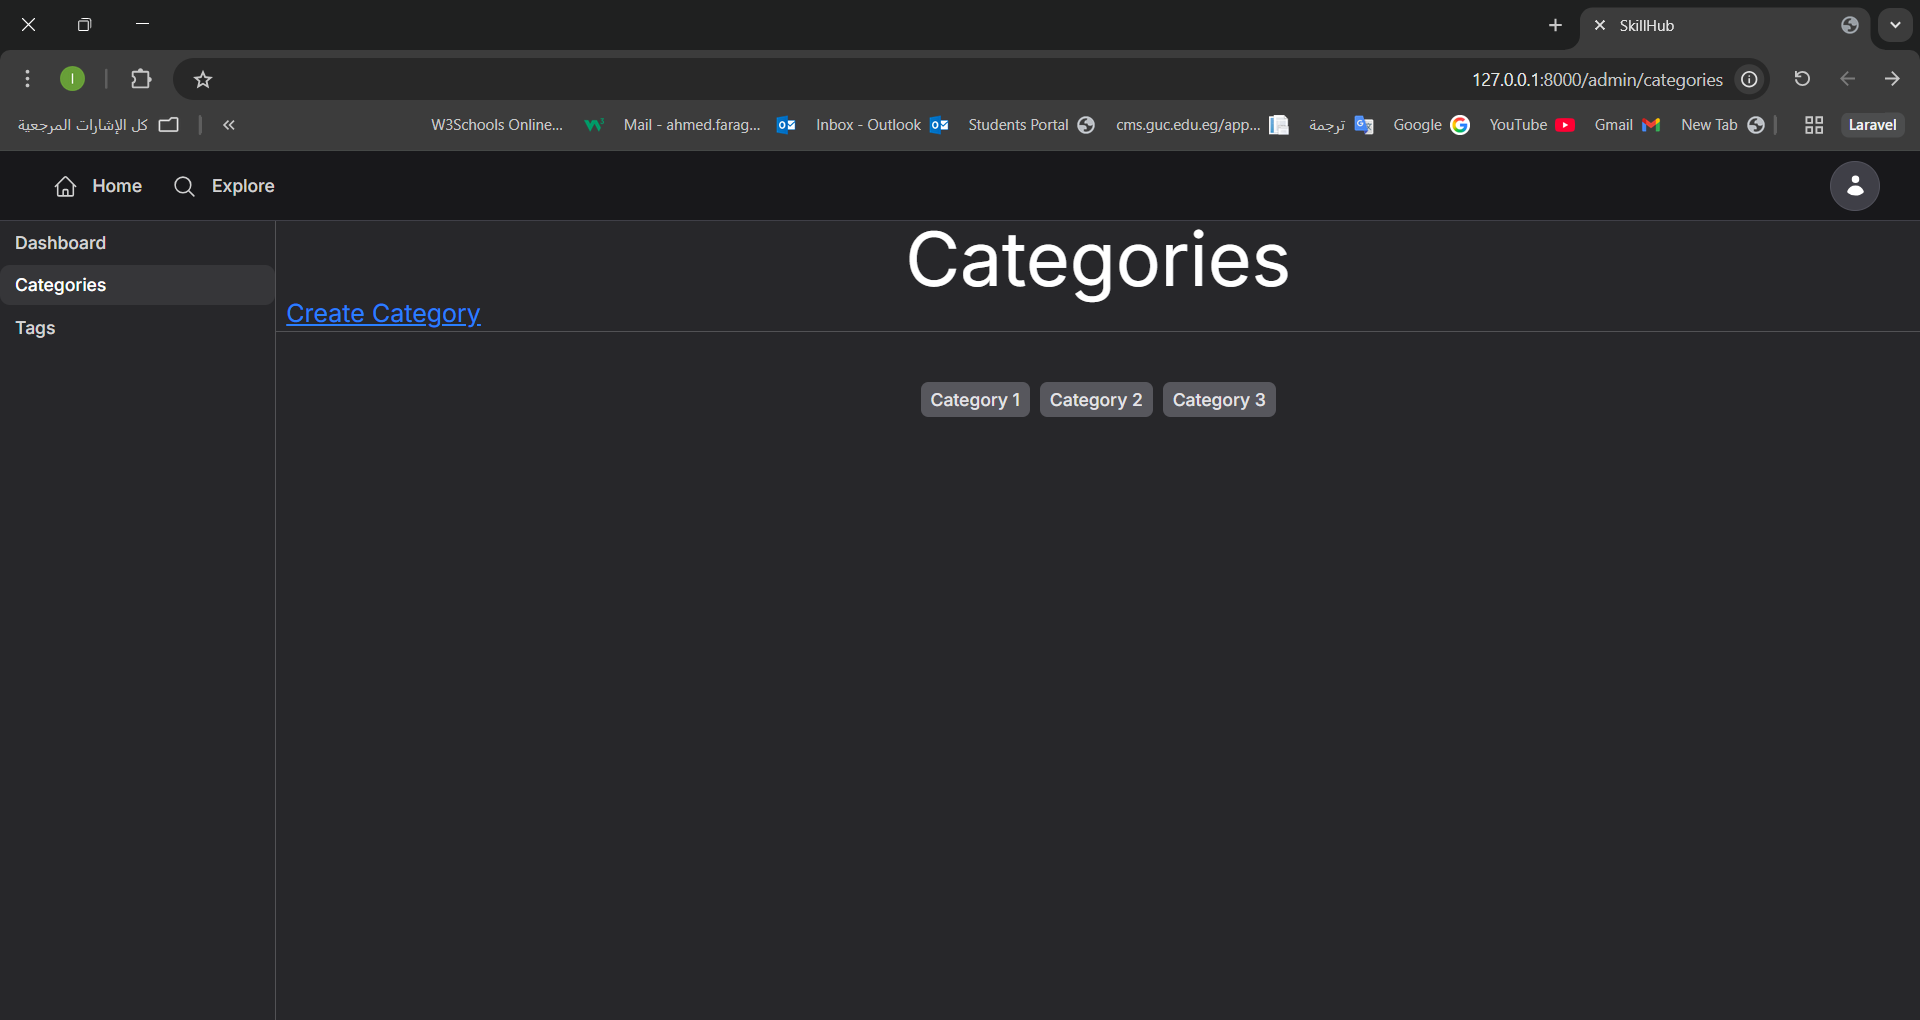 SkillHub
I
127.0.0.1:8000/admin/categories
كل الإشارات المرجعية
W3Schools Online...
Mail - ahmed.farag...
Inbox - Outlook
Students Portal
cms.guc.edu.eg/app...
ترجمة
Google
YouTube
Gmail
New Tab
Laravel
Home
Explore
Dashboard
Categories
Tags
Categories
Create Category
Category 1
Category 2
Category 3